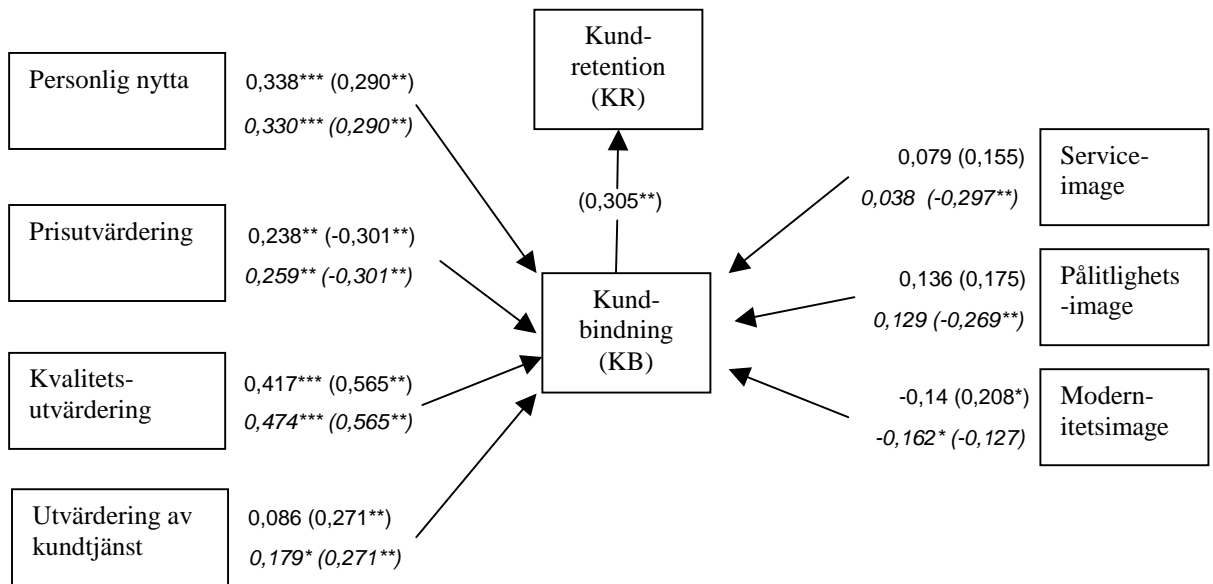 Personlig nytta
0,338*** (0,290**)
0,330*** (0,290**)
Prisutvärdering
0,238** (-0,301**)
0,259** (-0,301**)
Kvalitets-
utvärdering
0,417*** (0,565**)
0,474*** (0,565**)
Utvärdering av
kundtjänst
0,086 (0,271**)
0,179* (0,271**)
Kund-
retention
(KR)
(0,305**)
Kund-
bindning
(KB)
0,079 (0,155)
0,038 (-0,297**)
Service-
image
0,136 (0,175)
0,129 (-0,269**)
Pålitlighets
-image
-0,14 (0,208*)
-0,162* (-0,127)
Modern-
itetsimage